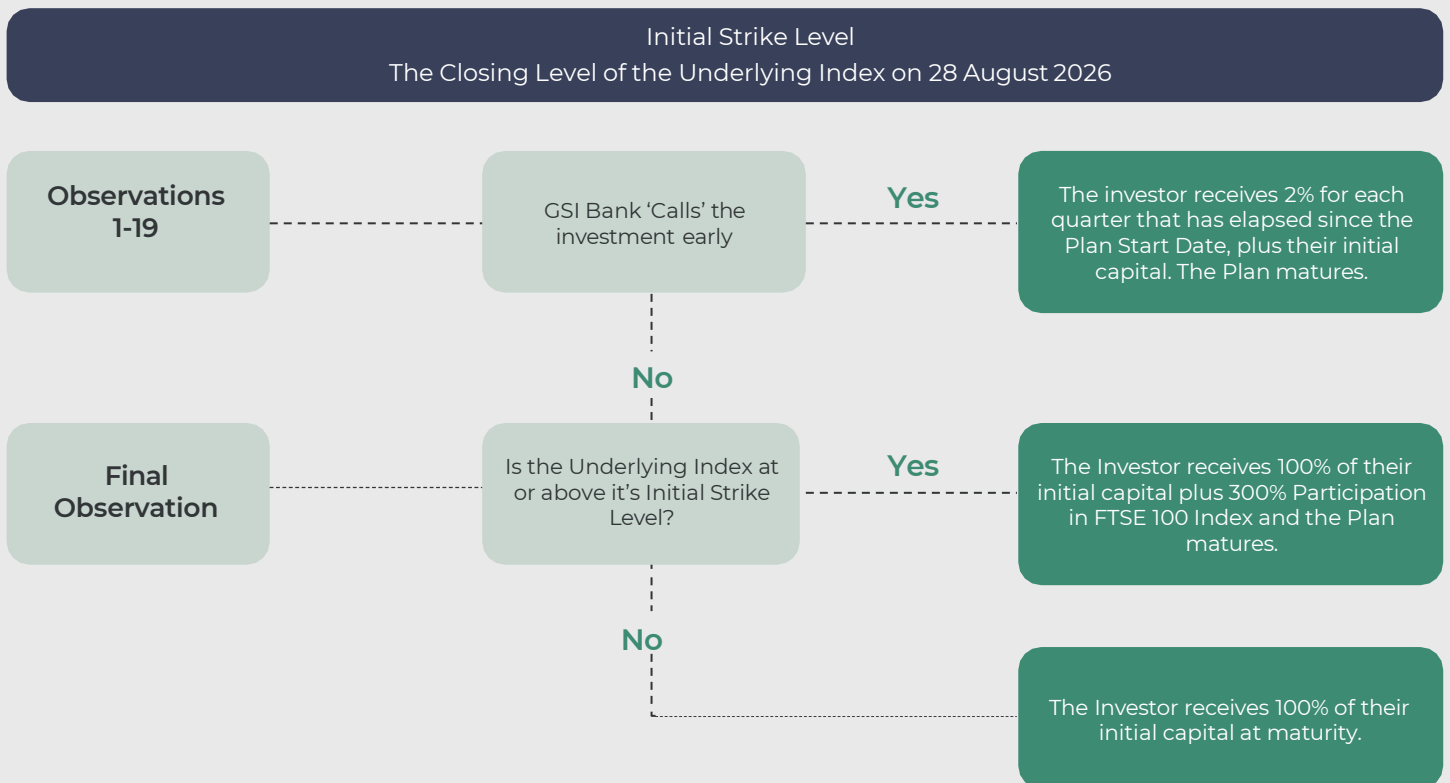 Initial Strike Level
The Closing Level of the Underlying Index on 28 August 2026
Observations
1-19
GSI Bank ‘Calls’ the
investment early
Yes
The investor receives 2% for each
quarter that has elapsed since the
Plan Start Date, plus their initial
capital. The Plan matures.
No
Final
Observation
Is the Underlying Index at
or above it’s Initial Strike
Level?
Yes
The Investor receives 100% of their
initial capital plus 300% Participation
in FTSE 100 Index and the Plan
matures.
No
The Investor receives 100% of their
initial capital at maturity.